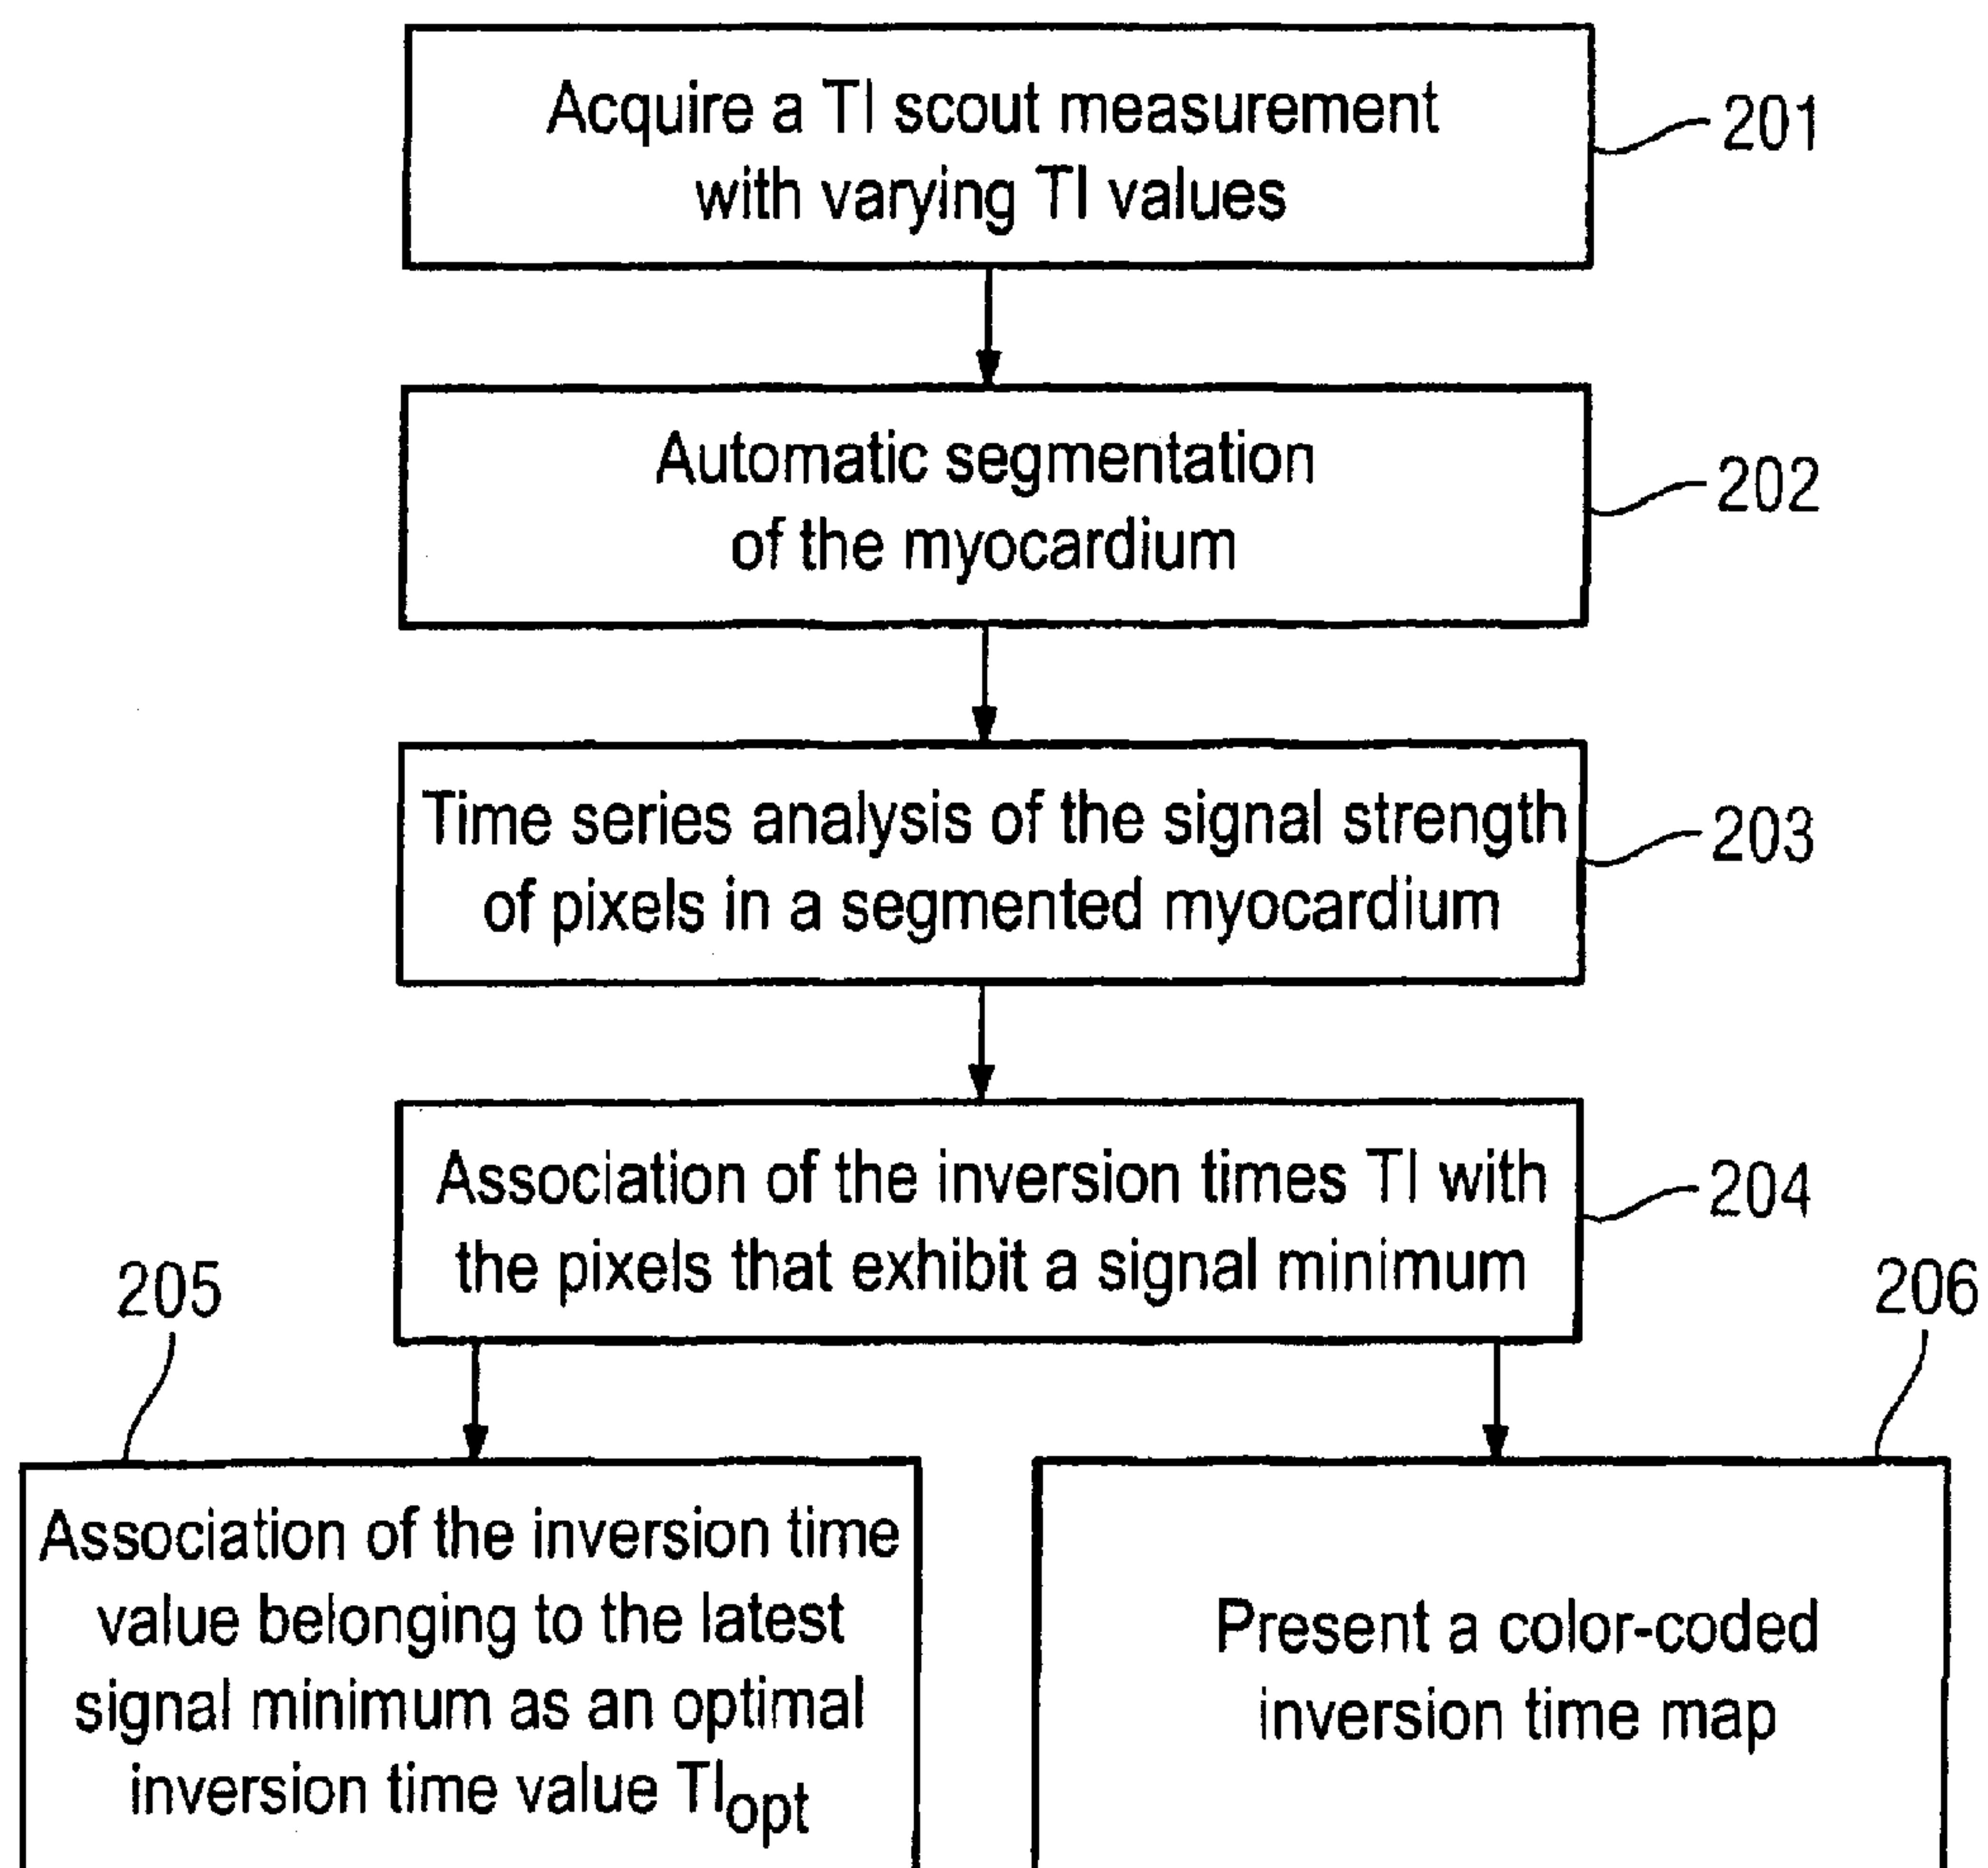 Acquire a TI scout measurement
with varying TI values
201
Automatic segmentation
of the myocardium
202
Time series analysis of the signal strength
of pixels in a segmented myocardium
203
Association of the inversion times TI with
the pixels that exhibit a signal minimum
204
205
206
Association of the inversion time
value belonging to the latest
signal minimum as an optimal
inversion time value TIopt
Present a color-coded
inversion time map